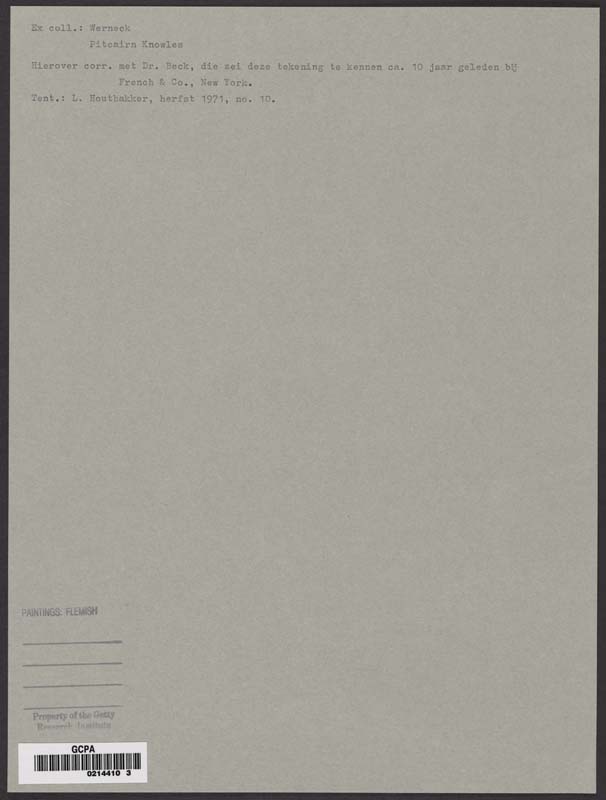 Ex coll.: Werneck
Pitcairn Knowles
Hierover corr. met Dr. Beck, die zei deze tekening te kennen ca. 10 jaar geleden bij
French & Co., New York.
Tent.: L. Houthakker, herfst 1971, no. 10.
PAINTINGS: FLEMISH
Property of the Getty
Research Institute
GCPA
0214410 3